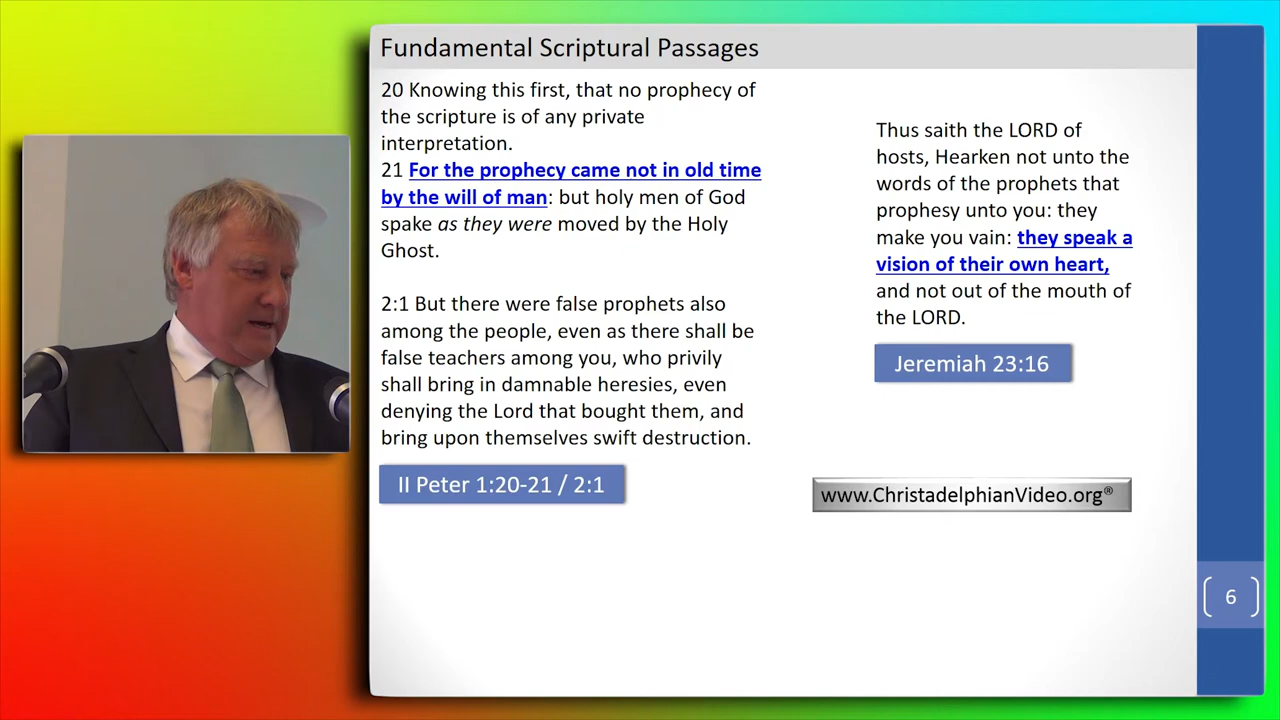 Fundamental Scriptural Passages
20 Knowing this first, that no prophecy of
the scripture is of any private
interpretation.
21 For the prophecy came not in old time
by the will of man: but holy men of God
spake as they were moved by the Holy
Ghost.
2:1 But there were false prophets also
among the people, even as there shall be
false teachers among you, who privily
shall bring in damnable heresies, even
denying the Lord that bought them, and
bring upon themselves swift destruction.
II Peter 1:20-21 / 2:1
Thus saith the LORD of
hosts, Hearken not unto the
words of the prophets that
prophesy unto you: they
make you vain: they speak a
vision of their own heart,
and not out of the mouth of
the LORD.
Jeremiah 23:16
www.ChristadelphianVideo.org®
6